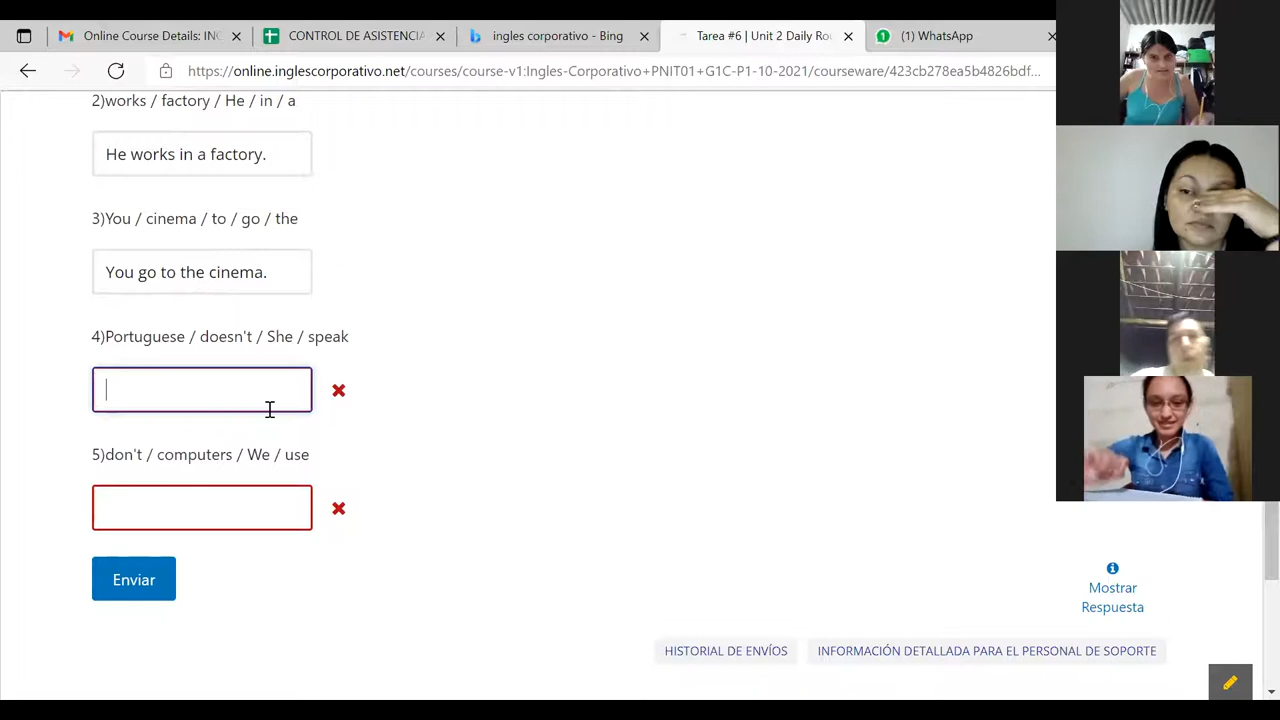 Online Course Details: ING
CONTROL DE ASISTENCIA
ingles corporativo - Bing
Tarea #6 | Unit 2 Daily Ro
(1) WhatsApp
https://online.inglescorporativo.net/courses/course-v1:Ingles-Corporativo+PNIT01+G1C-P1-10-2021/courseware/423cb278ea5b4826bdf...
2)works / factory / He / in / a
He works in a factory.
3)You / cinema / to / go / the
You go to the cinema.
4)Portuguese / doesn't / She / speak
5)don't / computers / We / use
Enviar
Mostrar
Respuesta
HISTORIAL DE ENVÍOS
INFORMACIÓN DETALLADA PARA EL PERSONAL DE SOPORTE